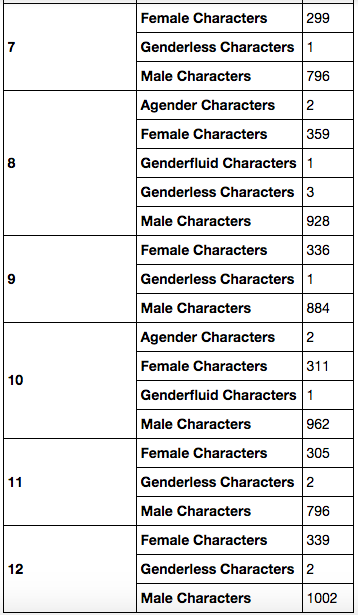 Female Characters 299
7 Genderless Characters 1
Male Characters 796
Agender Characters 2
Female Characters 359
8 Genderfluid Characters 1
Genderless Characters 3
Male Characters 928
Female Characters 336
9 Genderless Characters 1
Male Characters 884
Agender Characters 2
Female Characters 311
10
Genderfluid Characters 1
Male Characters 962
Female Characters 305
11 Genderless Characters 2
Male Characters 796
Female Characters 339
12 Genderless Characters 2
Male Characters 1002